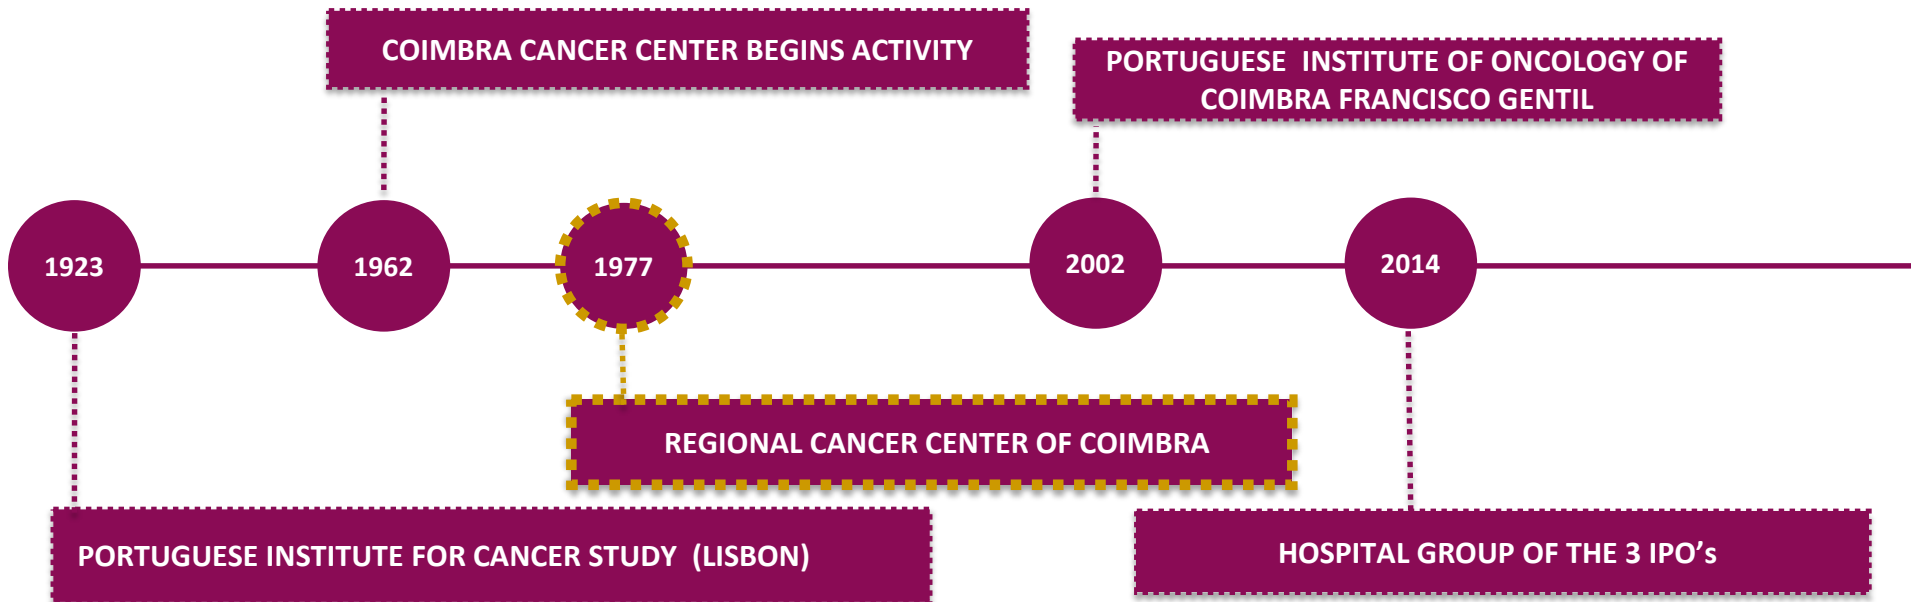 COIMBRA CANCER CENTER BEGINS ACTIVITY
PORTUGUESE INSTITUTE OF ONCOLOGY OF
COIMBRA FRANCISCO GENTIL
1923
1962
1977
2002
2014
REGIONAL CANCER CENTER OF COIMBRA
PORTUGUESE INSTITUTE FOR CANCER STUDY (LISBON)
HOSPITAL GROUP OF THE 3 IPO's